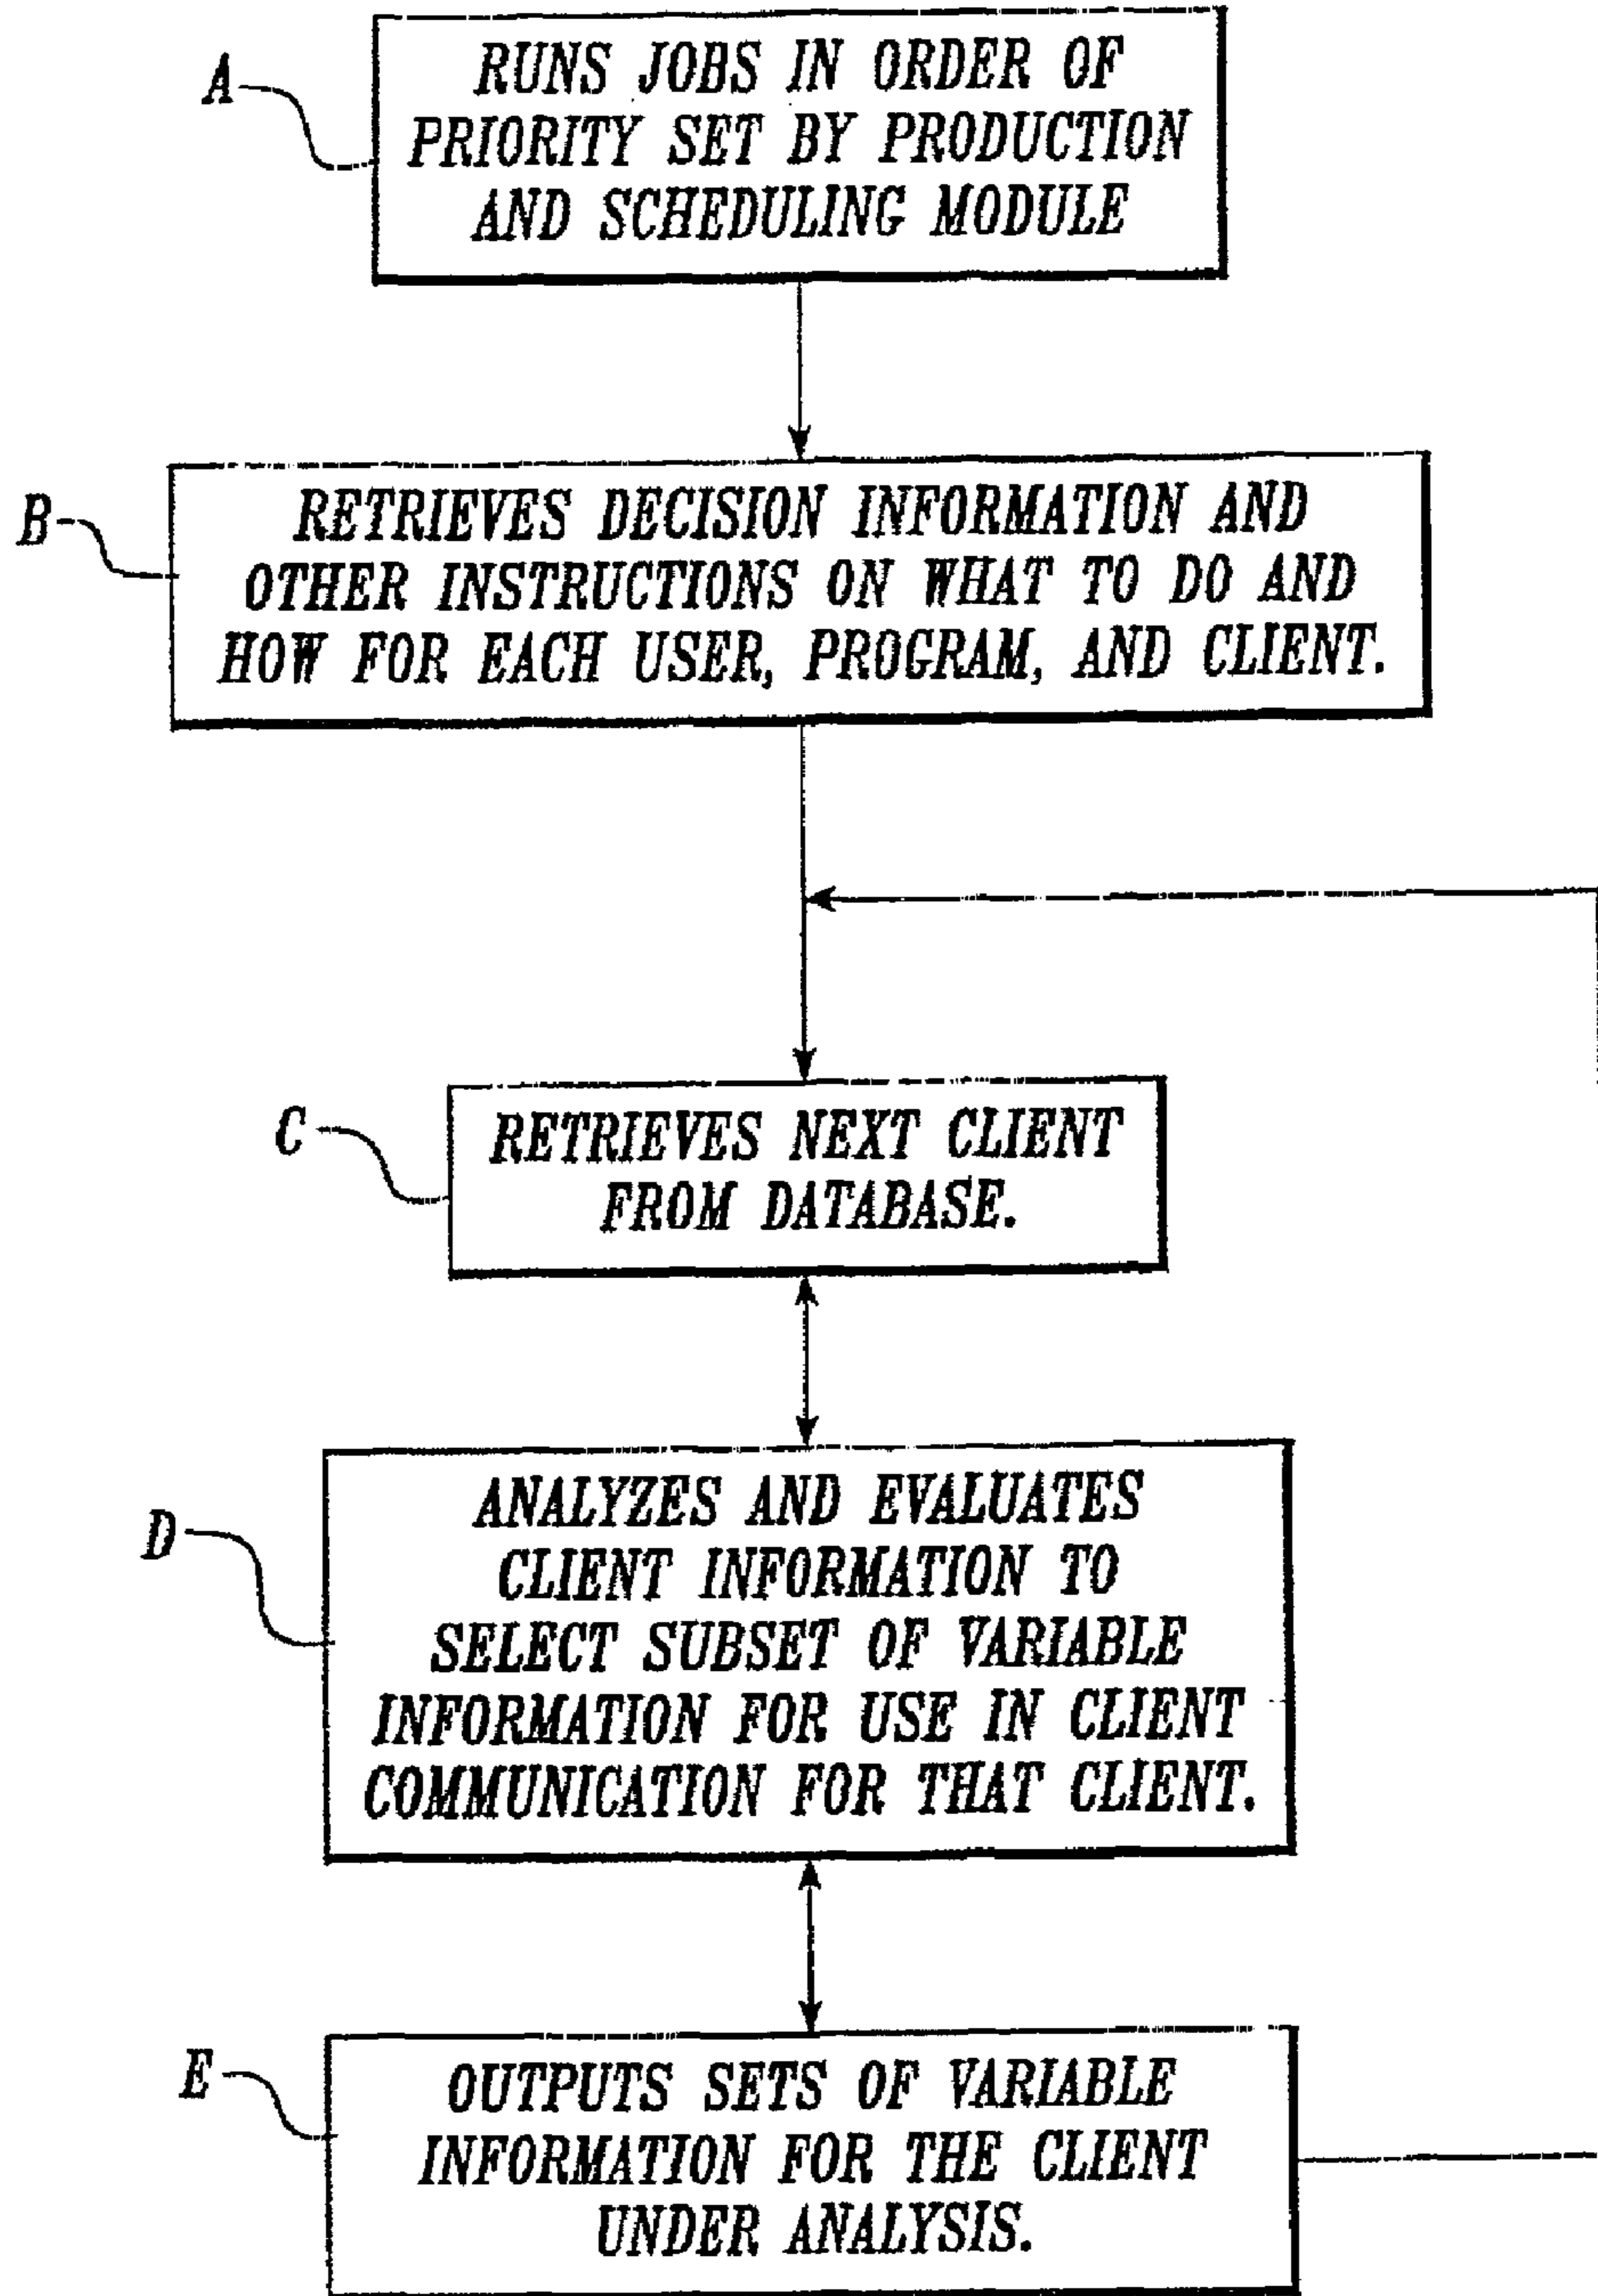 A
RUNS JOBS IN ORDER OF
PRIORITY SET BY PRODUCTION
AND SCHEDULING MODULE
B
RETRIEVES DECISION INFORMATION AND
OTHER INSTRUCTIONS ON WHAT TO DO AND
HOW FOR EACH USER, PROGRAM, AND CLIENT.
C
RETRIEVES NEXT CLIENT
FROM DATABASE.
D
ANALYZES AND EVALUATES
CLIENT INFORMATION TO
SELECT SUBSET OF VARIABLE
INFORMATION FOR USE IN CLIENT
COMMUNICATION FOR THAT CLIENT.
E
OUTPUTS SETS OF VARIABLE
INFORMATION FOR THE CLIENT
UNDER ANALYSIS.